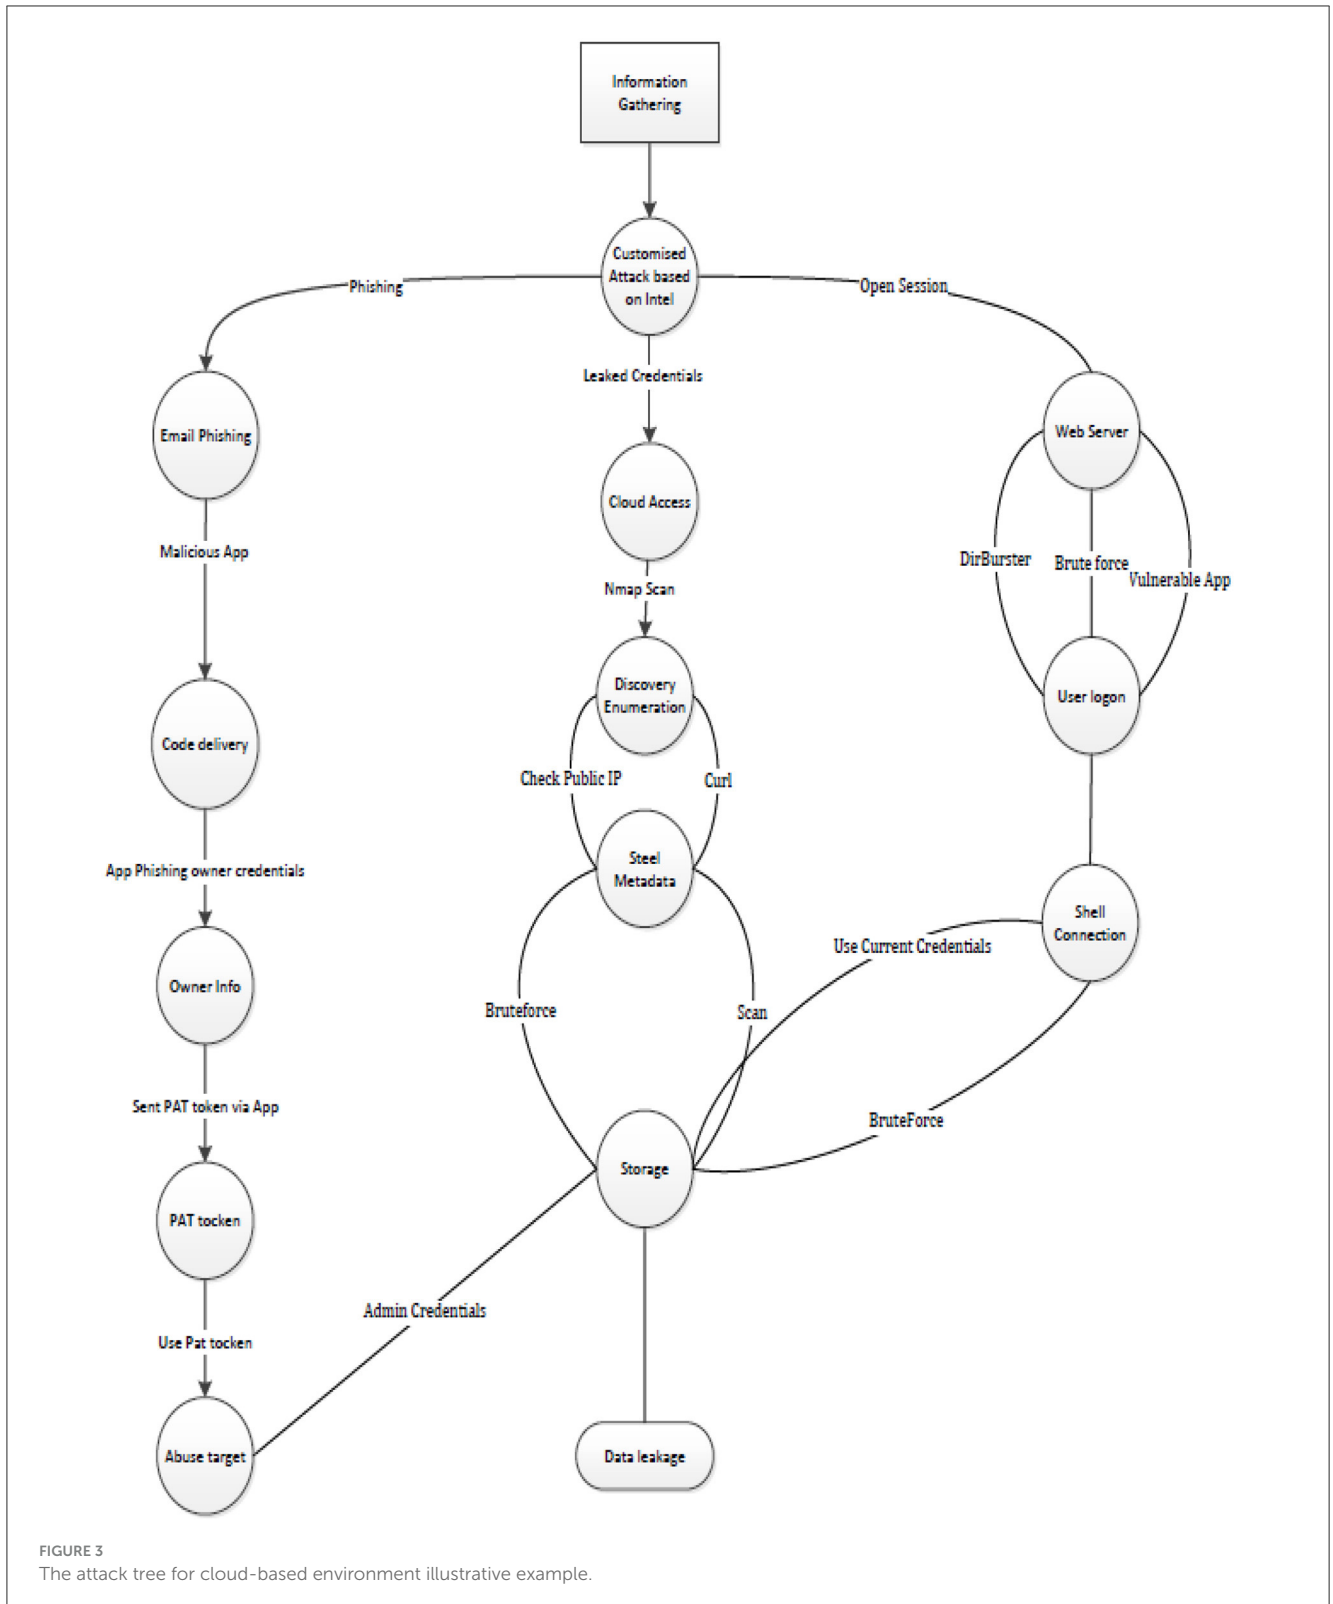 Information
Gathering
Customised
Attack based
on Intel
Phishing
Open Session
Leaked Credentials
Email Phishing
Web Server
Cloud Access
Malicious App
DirBurster
Brute force
Vulnerable App
Nmap Scan
Discovery
Enumeration
User logon
Code delivery
Check Public IP
Curl
App Phishing owner credentials
Steel
Metadata
Shell
Connection
Use Current Credentials
Owner Info
Bruteforce
Scan
Sent PAT token via App
BruteForce
Storage
PAT tocken
Admin Credentials
Use Pat tocken
Abuse target
Data leakage
FIGURE 3
The attack tree for cloud-based environment illustrative example.